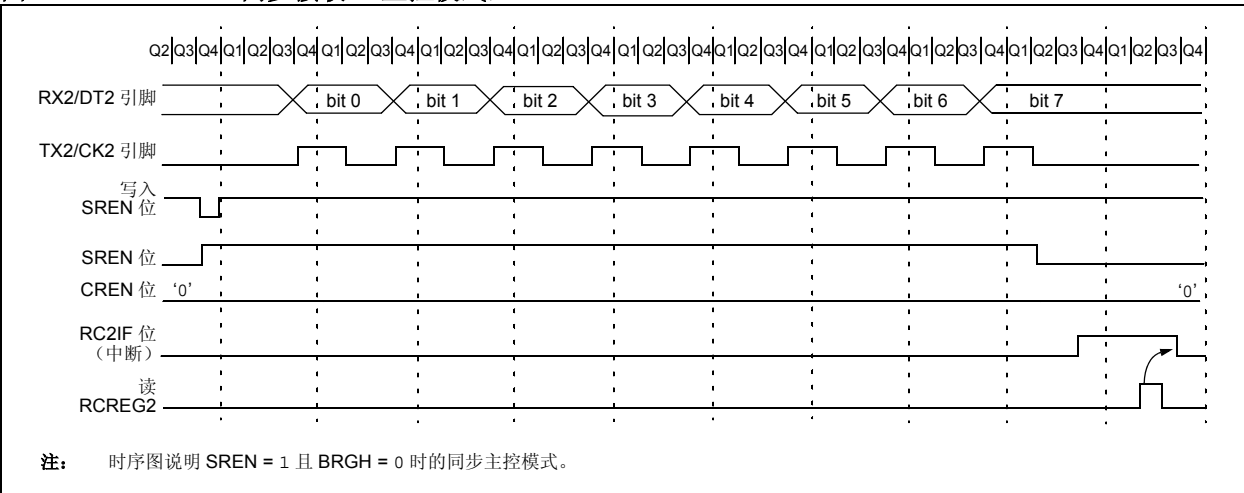 Q2 Q3 Q4 Q1 Q2 Q3 Q4 Q1 Q2 Q3 Q4 Q1 Q2 Q3 Q4 Q1 Q2 Q3 Q4 Q1 Q2 Q3 Q4 Q1 Q2 Q3 Q4 Q1 Q2 Q3 Q4 Q1 Q2 Q3 Q4 Q1 Q2 Q3 Q4 Q1 Q2 Q3 Q4
RX2/DT2 引脚 bit 0 bit 1 bit 2 bit 3 bit 4 bit 5 bit 6 bit 7
TX2/CK2 引脚
写入
SREN 位
SREN 位
CREN 位 ‘0’ ‘0’
RC2IF 位
（中断）
读
RCREG2
注： 时序图说明 SREN = 1 且 BRGH = 0 时的同步主控模式。